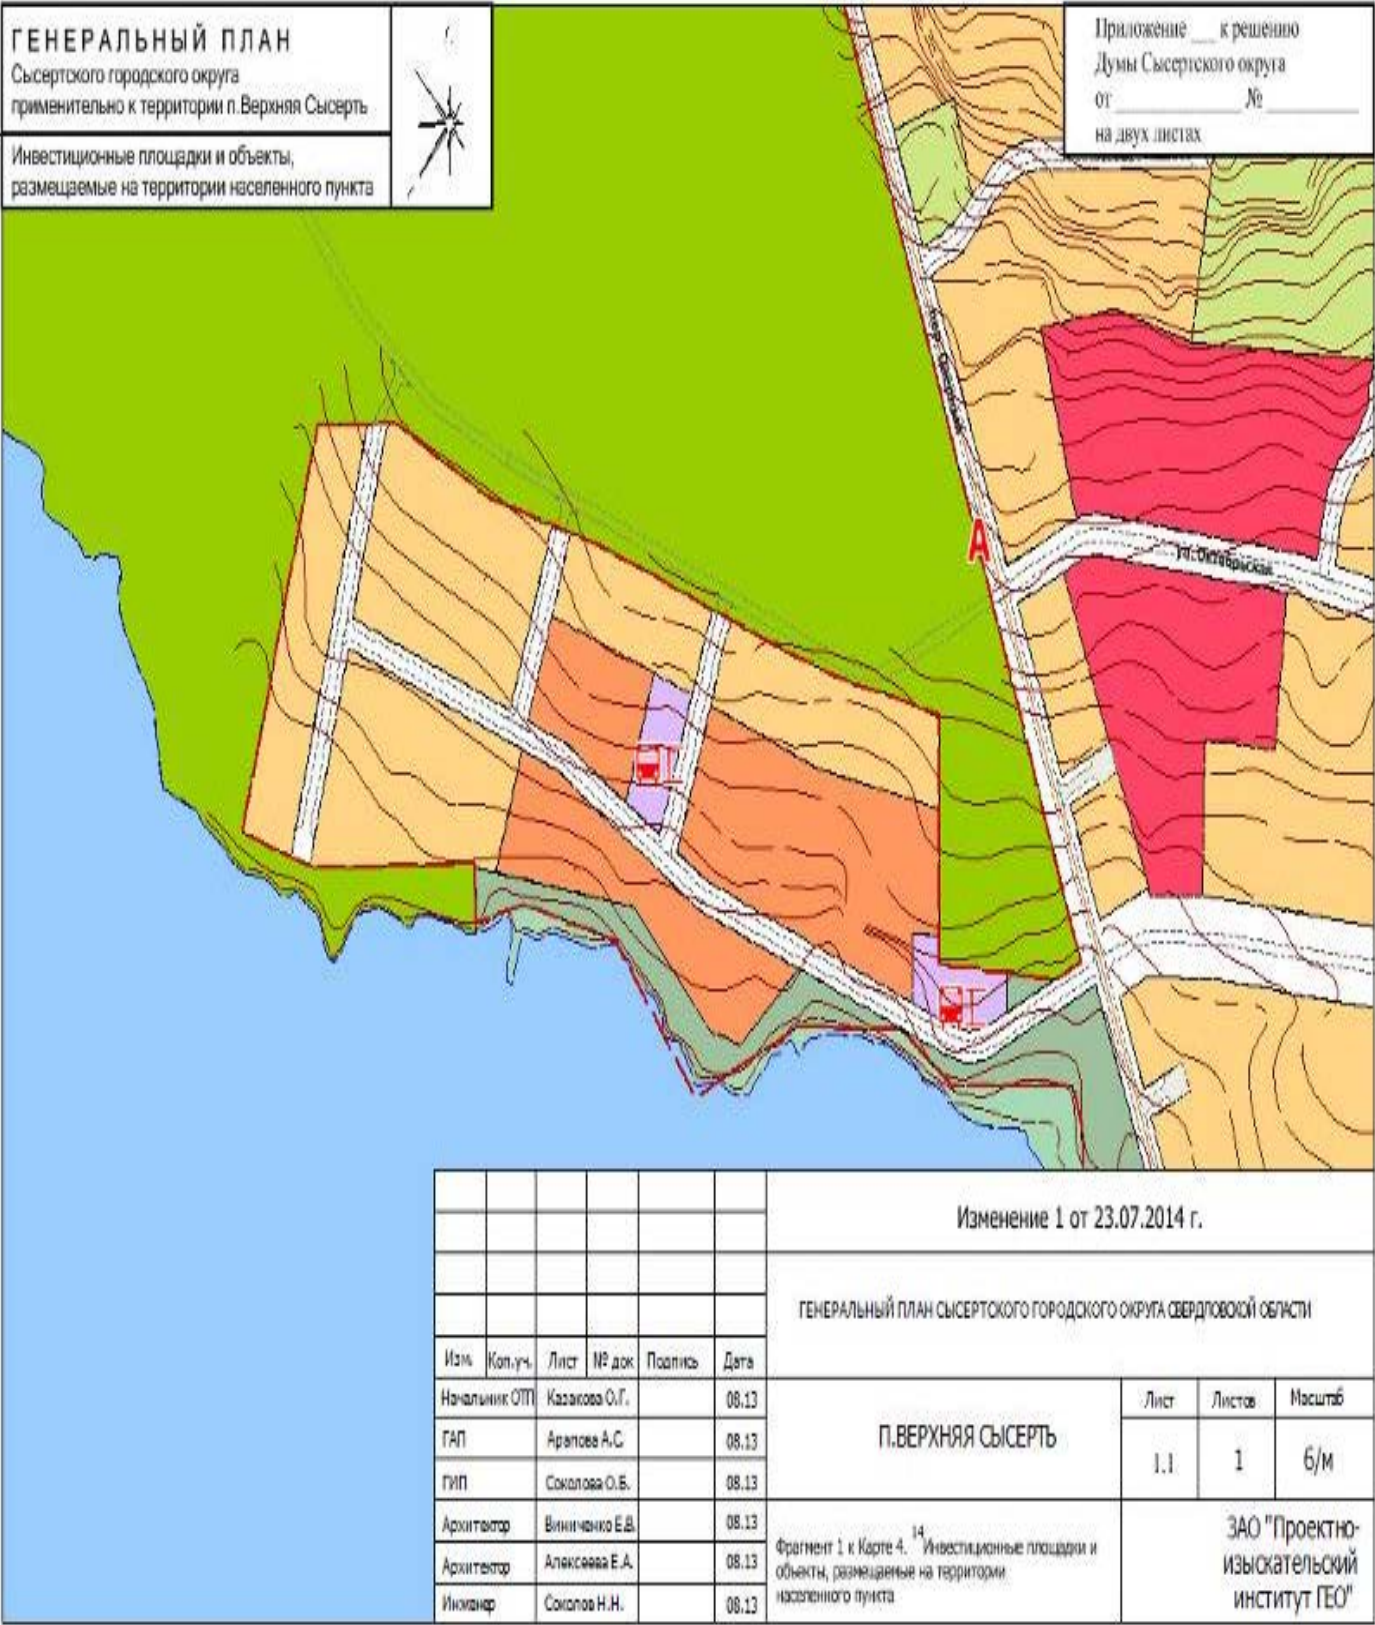 ГЕНЕРАЛЬНЫЙ ПЛАН
Сысертского городского округа
применительно к территории п.Верхняя Сысерть
Инвестиционные площадки и объекты,
размещаемые на территории населенного пункта
Приложение ___ к решению
Думы Сысертского округа
от ______________ № __________
на двух листах
А
ул. Октябрьская
Изменение 1 от 23.07.2014 г.
ГЕНЕРАЛЬНЫЙ ПЛАН СЫСЕРТСКОГО ГОРОДСКОГО ОКРУГА СВЕРДЛОВСКОЙ ОБЛАСТИ
Изм. Кол.уч. Лист № док Подпись Дата
Начальник ОТП Казакова О.Г. 08.13
ГАП Арапова А.С. 08.13
ГИП Соколова О.Б. 08.13
Архитектор Виниченко Е.В. 08.13
Архитектор Алексеева Е.А. 08.13
Инженер Соколов Н.Н. 08.13
П.ВЕРХНЯЯ СЫСЕРТЬ
Лист Листов Масштаб
1.1 1 б/м
Фрагмент 1 к Карте 4. 14 Инвестиционные площадки и
объекты, размещаемые на территории
населенного пункта
ЗАО "Проектно-
изыскательский
институт ГЕО"